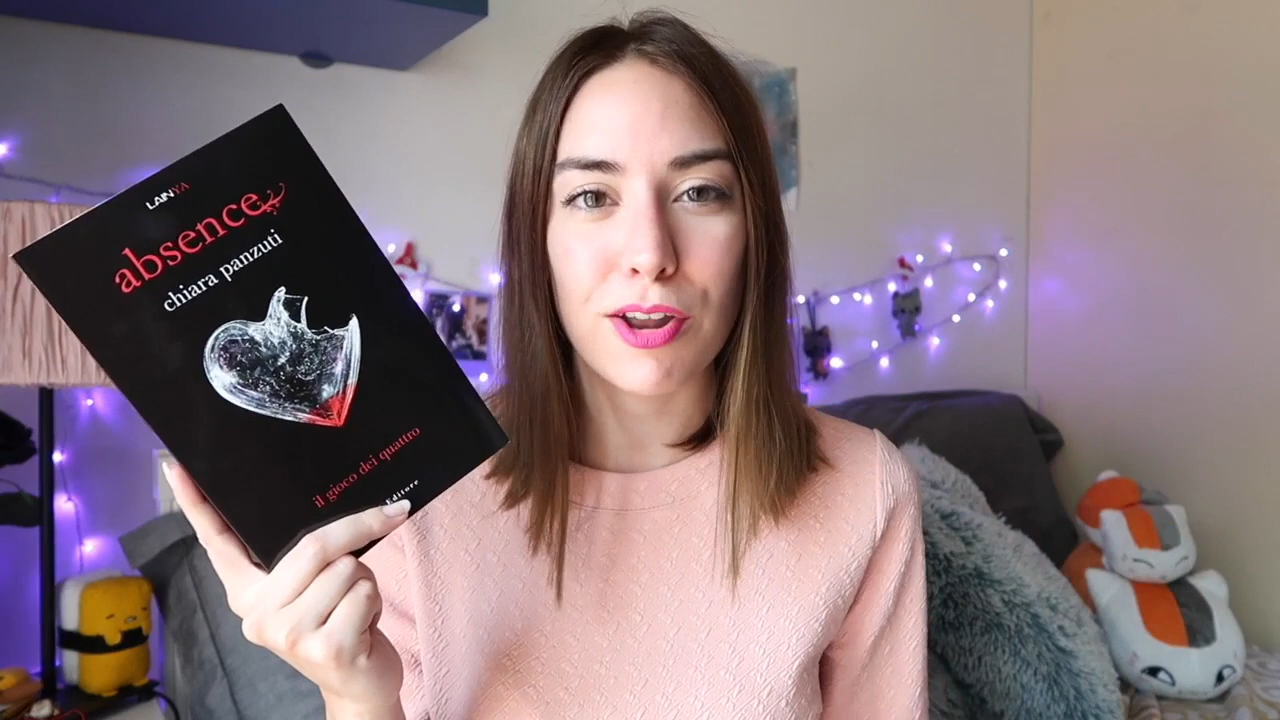 LAINYA
absence
chiara panzuti
il gioco dei quattro
Editore